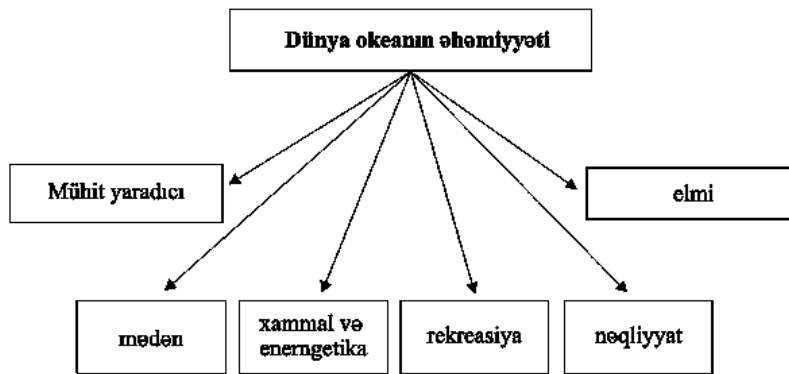 Dünya okeanın əhəmiyyəti
Mühit yaradıcı
elmi
mədən
xammal və
enerngetika
rekreasiya
nəqliyyat